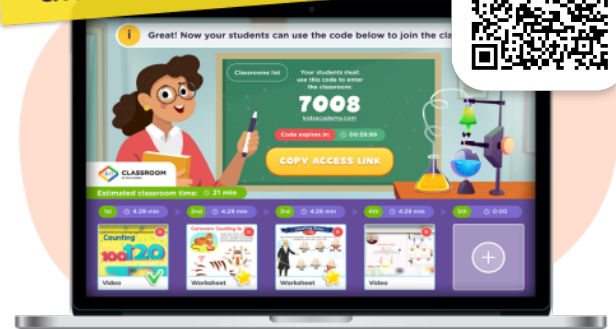 Great! Now your students can use the code below to join the cla
Classrooms list
Your students must
use this code to enter
the classroom:
7008
kidsacademy.com
Code expires in: 00:59:99
COPY ACCESS LINK
CLASSROOM
Estimated classroom time: 21 min
1st 4:29 min
2nd 4:29 min
3rd 4:29 min
4th 4:29 min
5th 0:00
Counting
100 120
Video
Worksheet
Worksheet
Video